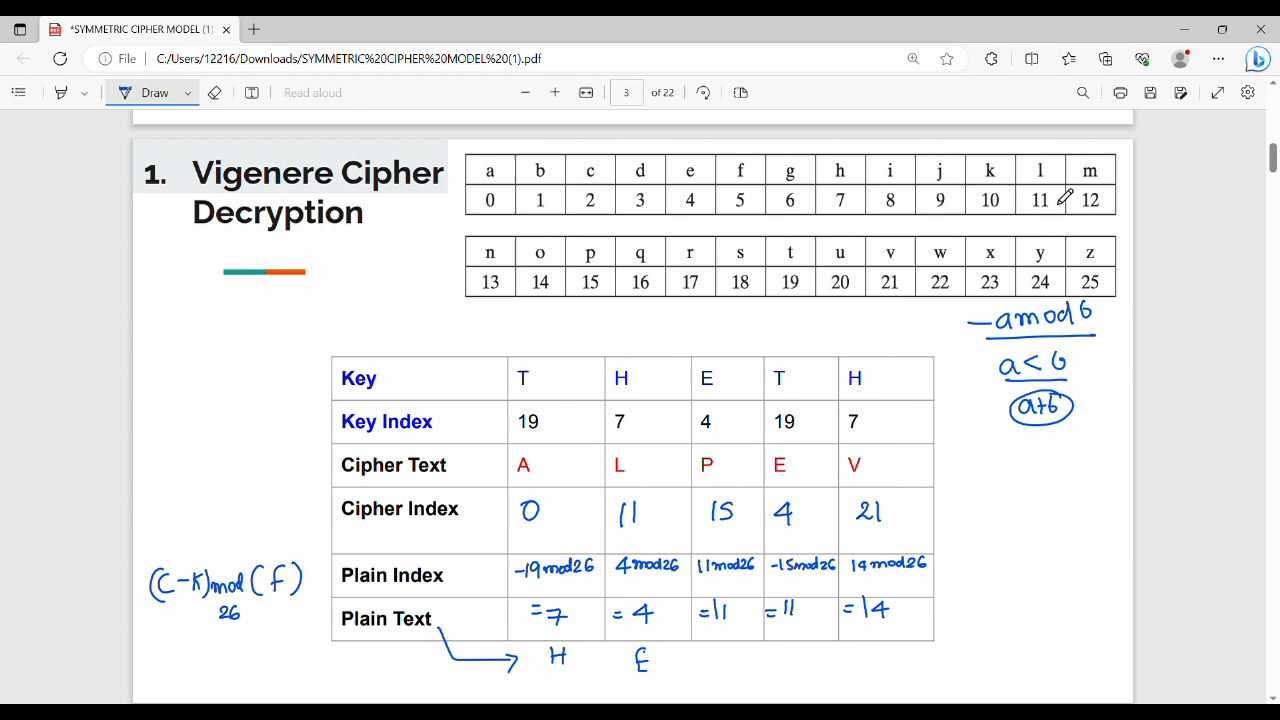 *SYMMETRIC CIPHER MODEL (1)
File C:/Users/12216/Downloads/SYMMETRIC%20CIPHER%20MODEL%20(1).pdf
Draw Read aloud 3 of 22
1. Vigenere Cipher
Decryption
a b c d e f g h i j k l m
0 1 2 3 4 5 6 7 8 9 10 11 12
n o p q r s t u v w x y z
13 14 15 16 17 18 19 20 21 22 23 24 25
-amod6
a<6
a+6
Key T H E T H
Key Index 19 7 4 19 7
Cipher Text A L P E V
Cipher Index 0 11 15 4 21
Plain Index -19mod26 4mod26 11mod26 -15mod26 14mod26
(C-K)mod(f)
26
Plain Text =7 =4 =11 =11 =14
H E